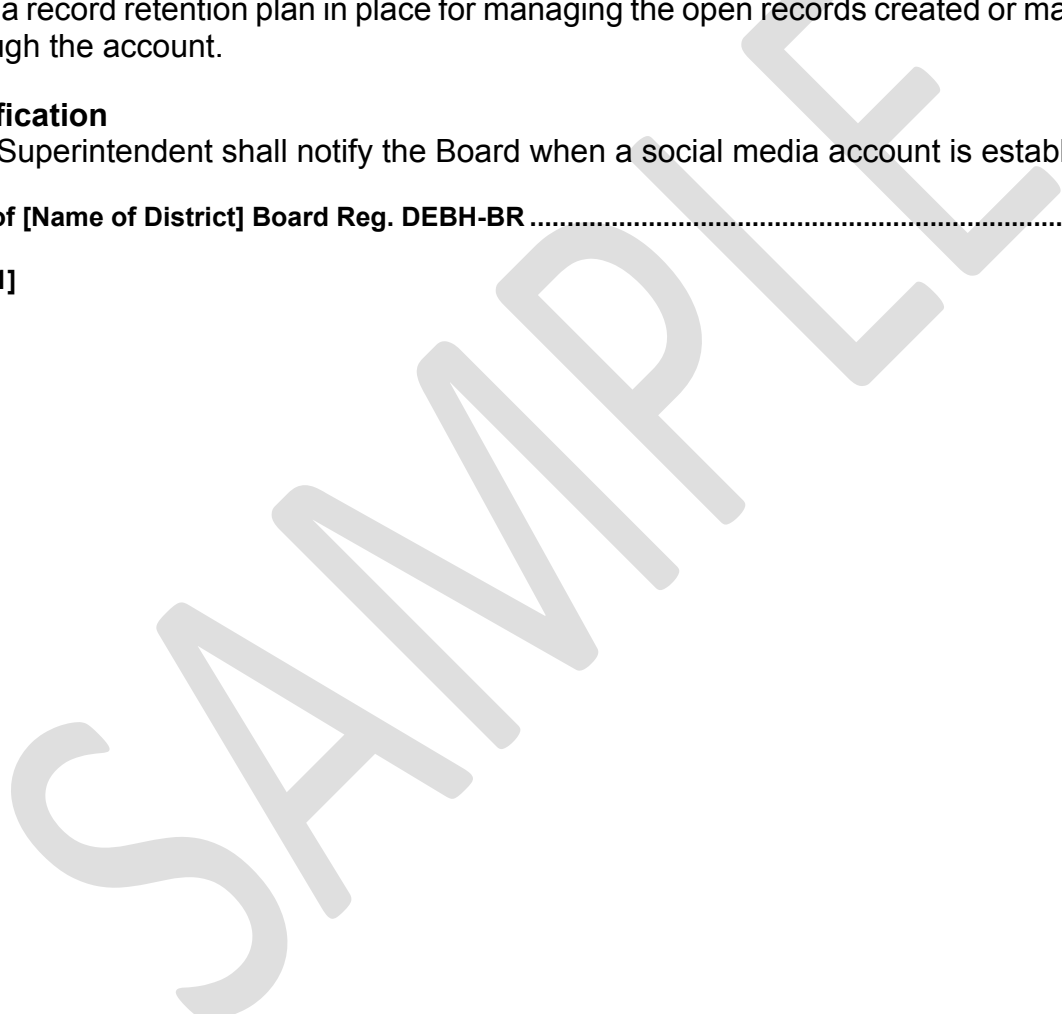 a record retention plan in place for managing the open records created or ma
ugh the account.
fication
Superintendent shall notify the Board when a social media account is establ
of [Name of District] Board Reg. DEBH-BR ................................................................................
]
SAMPLE